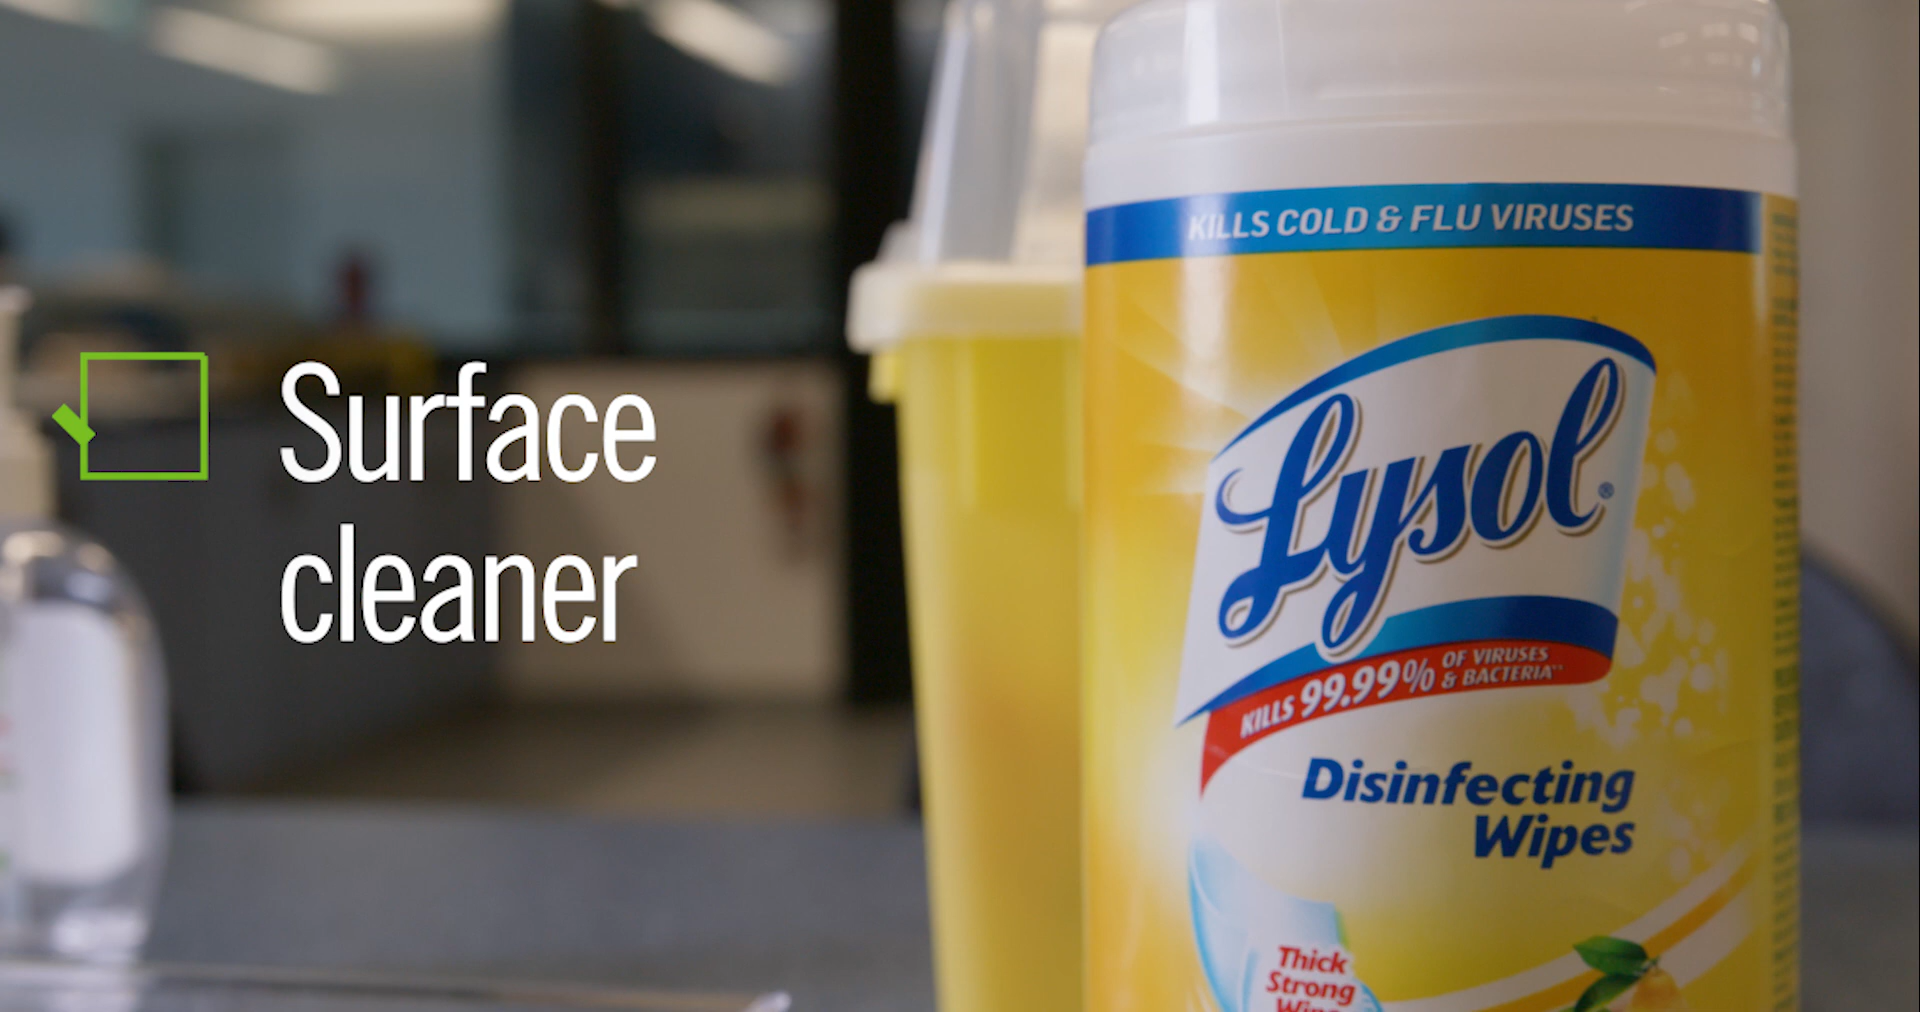 Surface
cleaner
KILLS COLD & FLU VIRUSES
Lysol®
KILLS 99.99% OF VIRUSES
& BACTERIA**
Disinfecting
Wipes
Thick
Strong